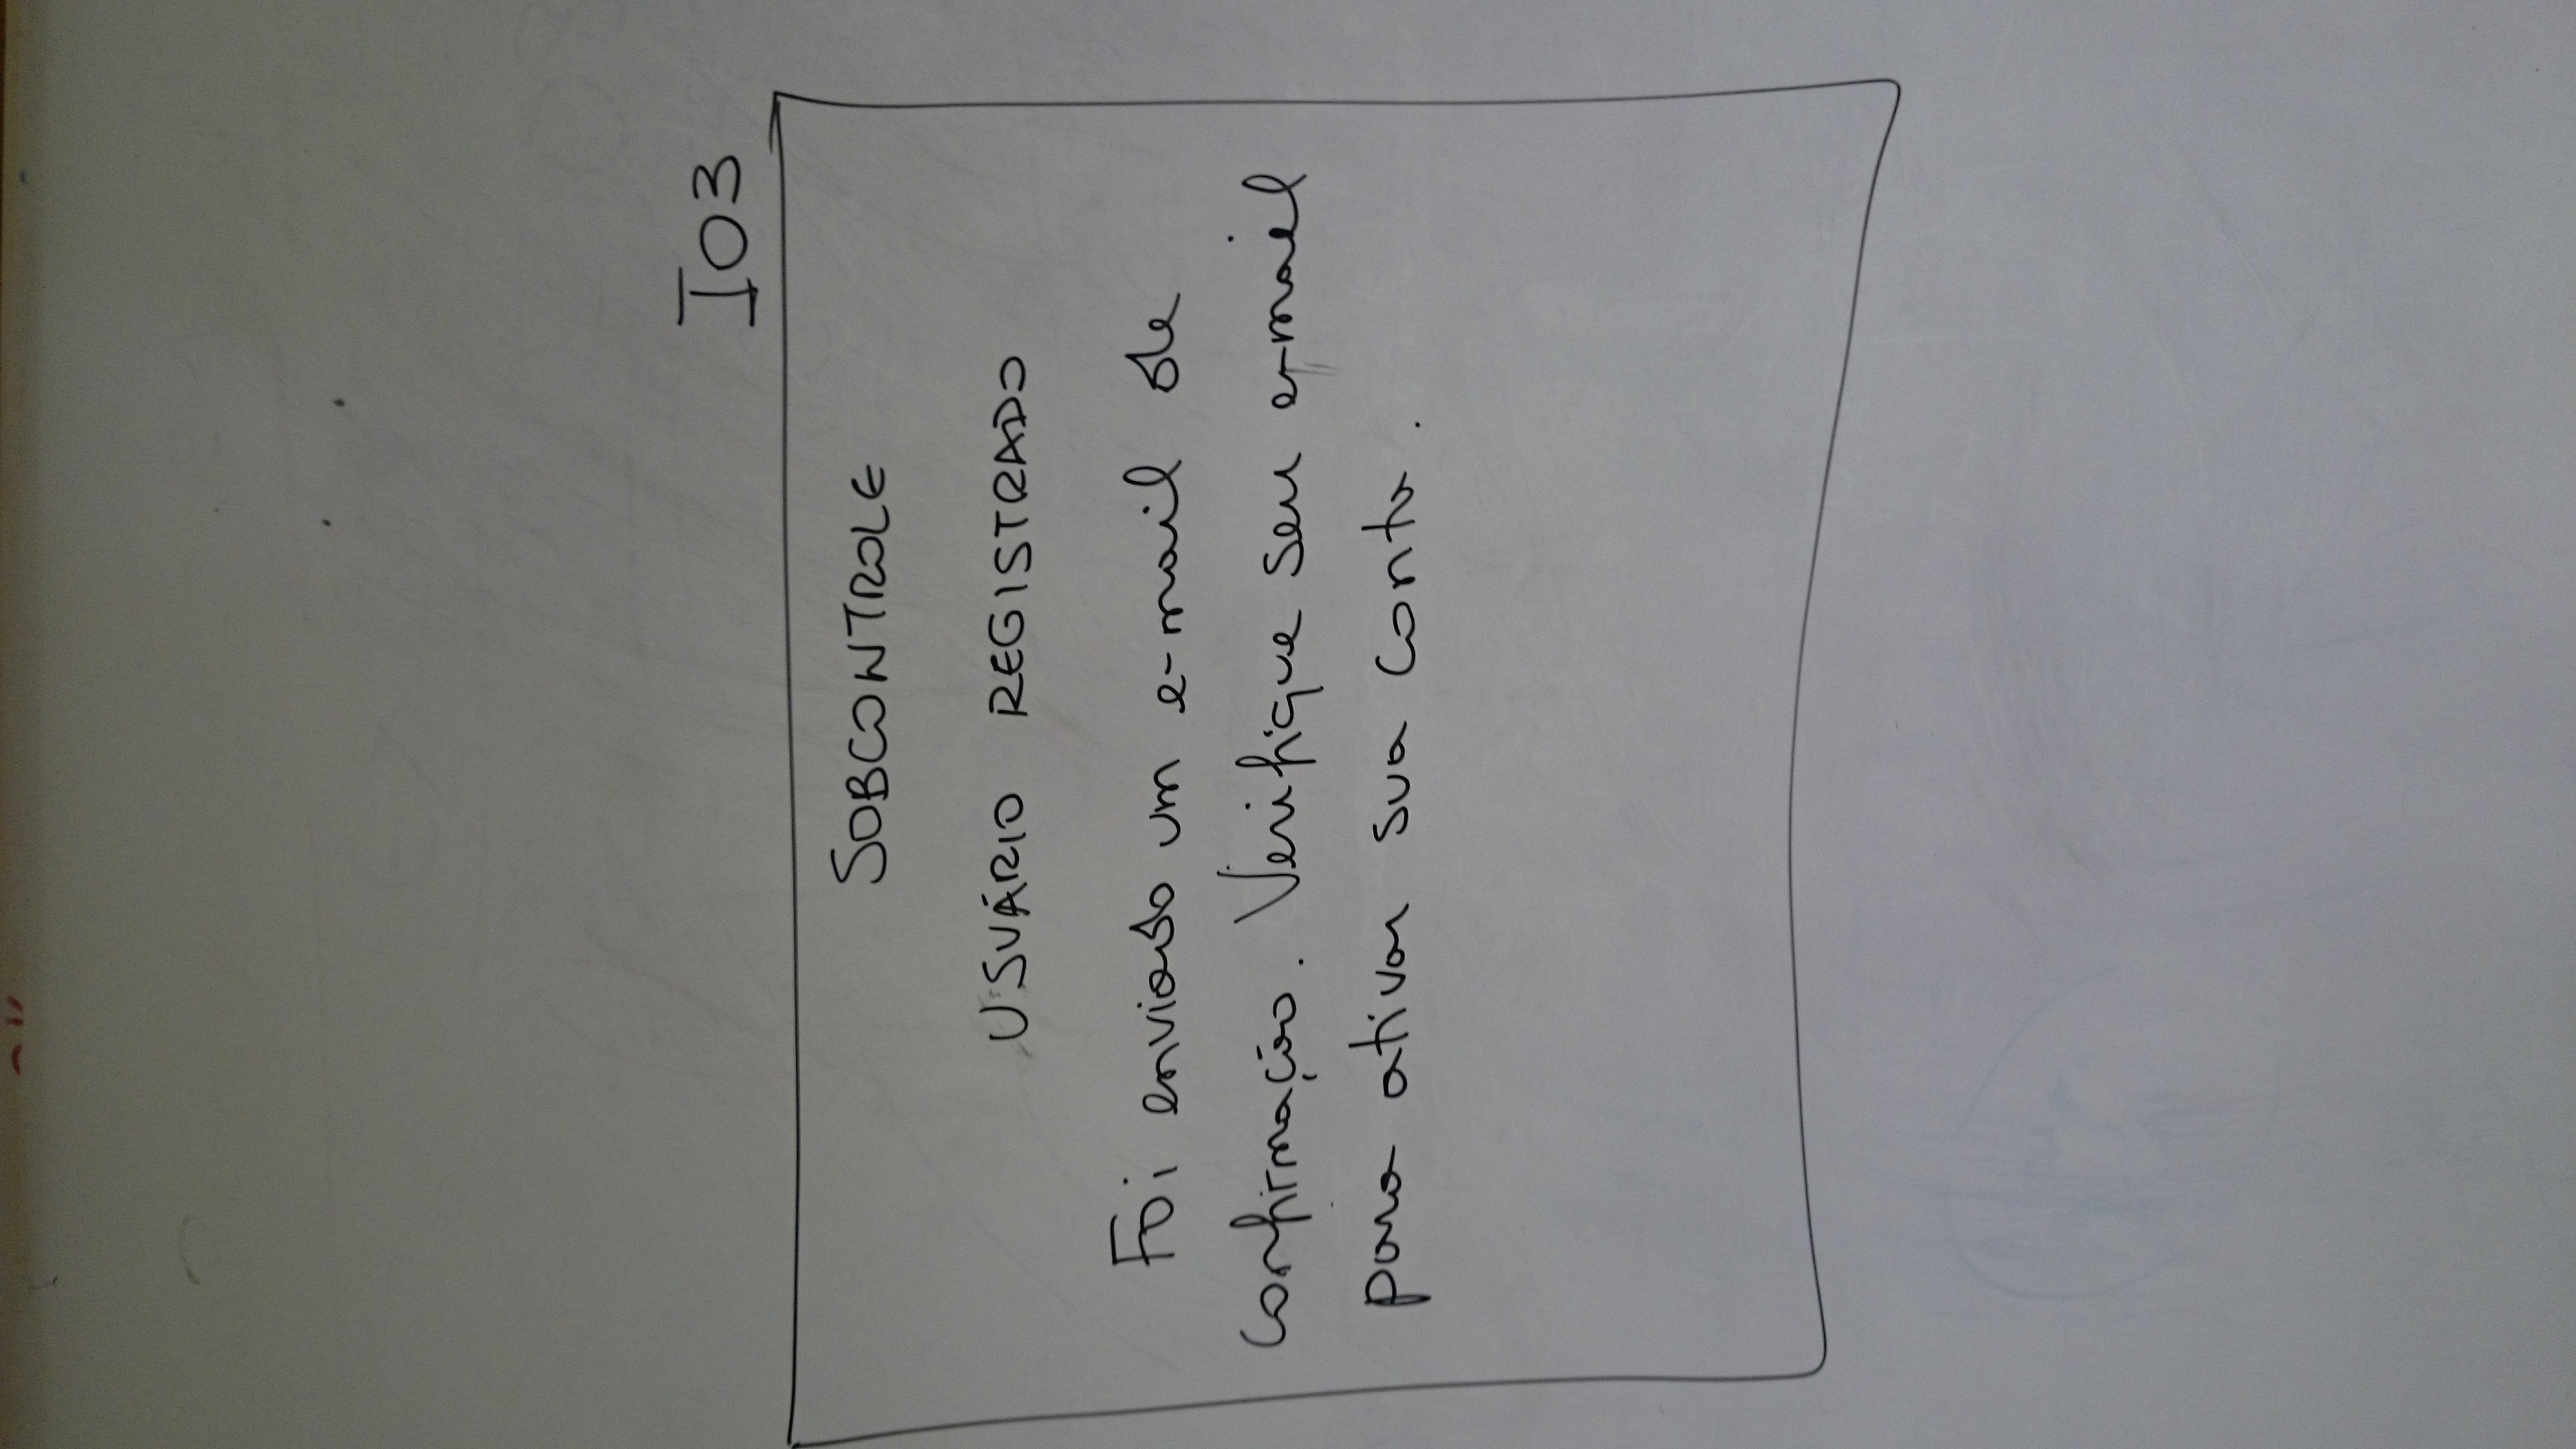 I03
SOBCONTROLE
USUÁRIO REGISTRADO
Foi enviado um e-mail de
confirmação. Verifique seu e-mail
para ativar sua conta.